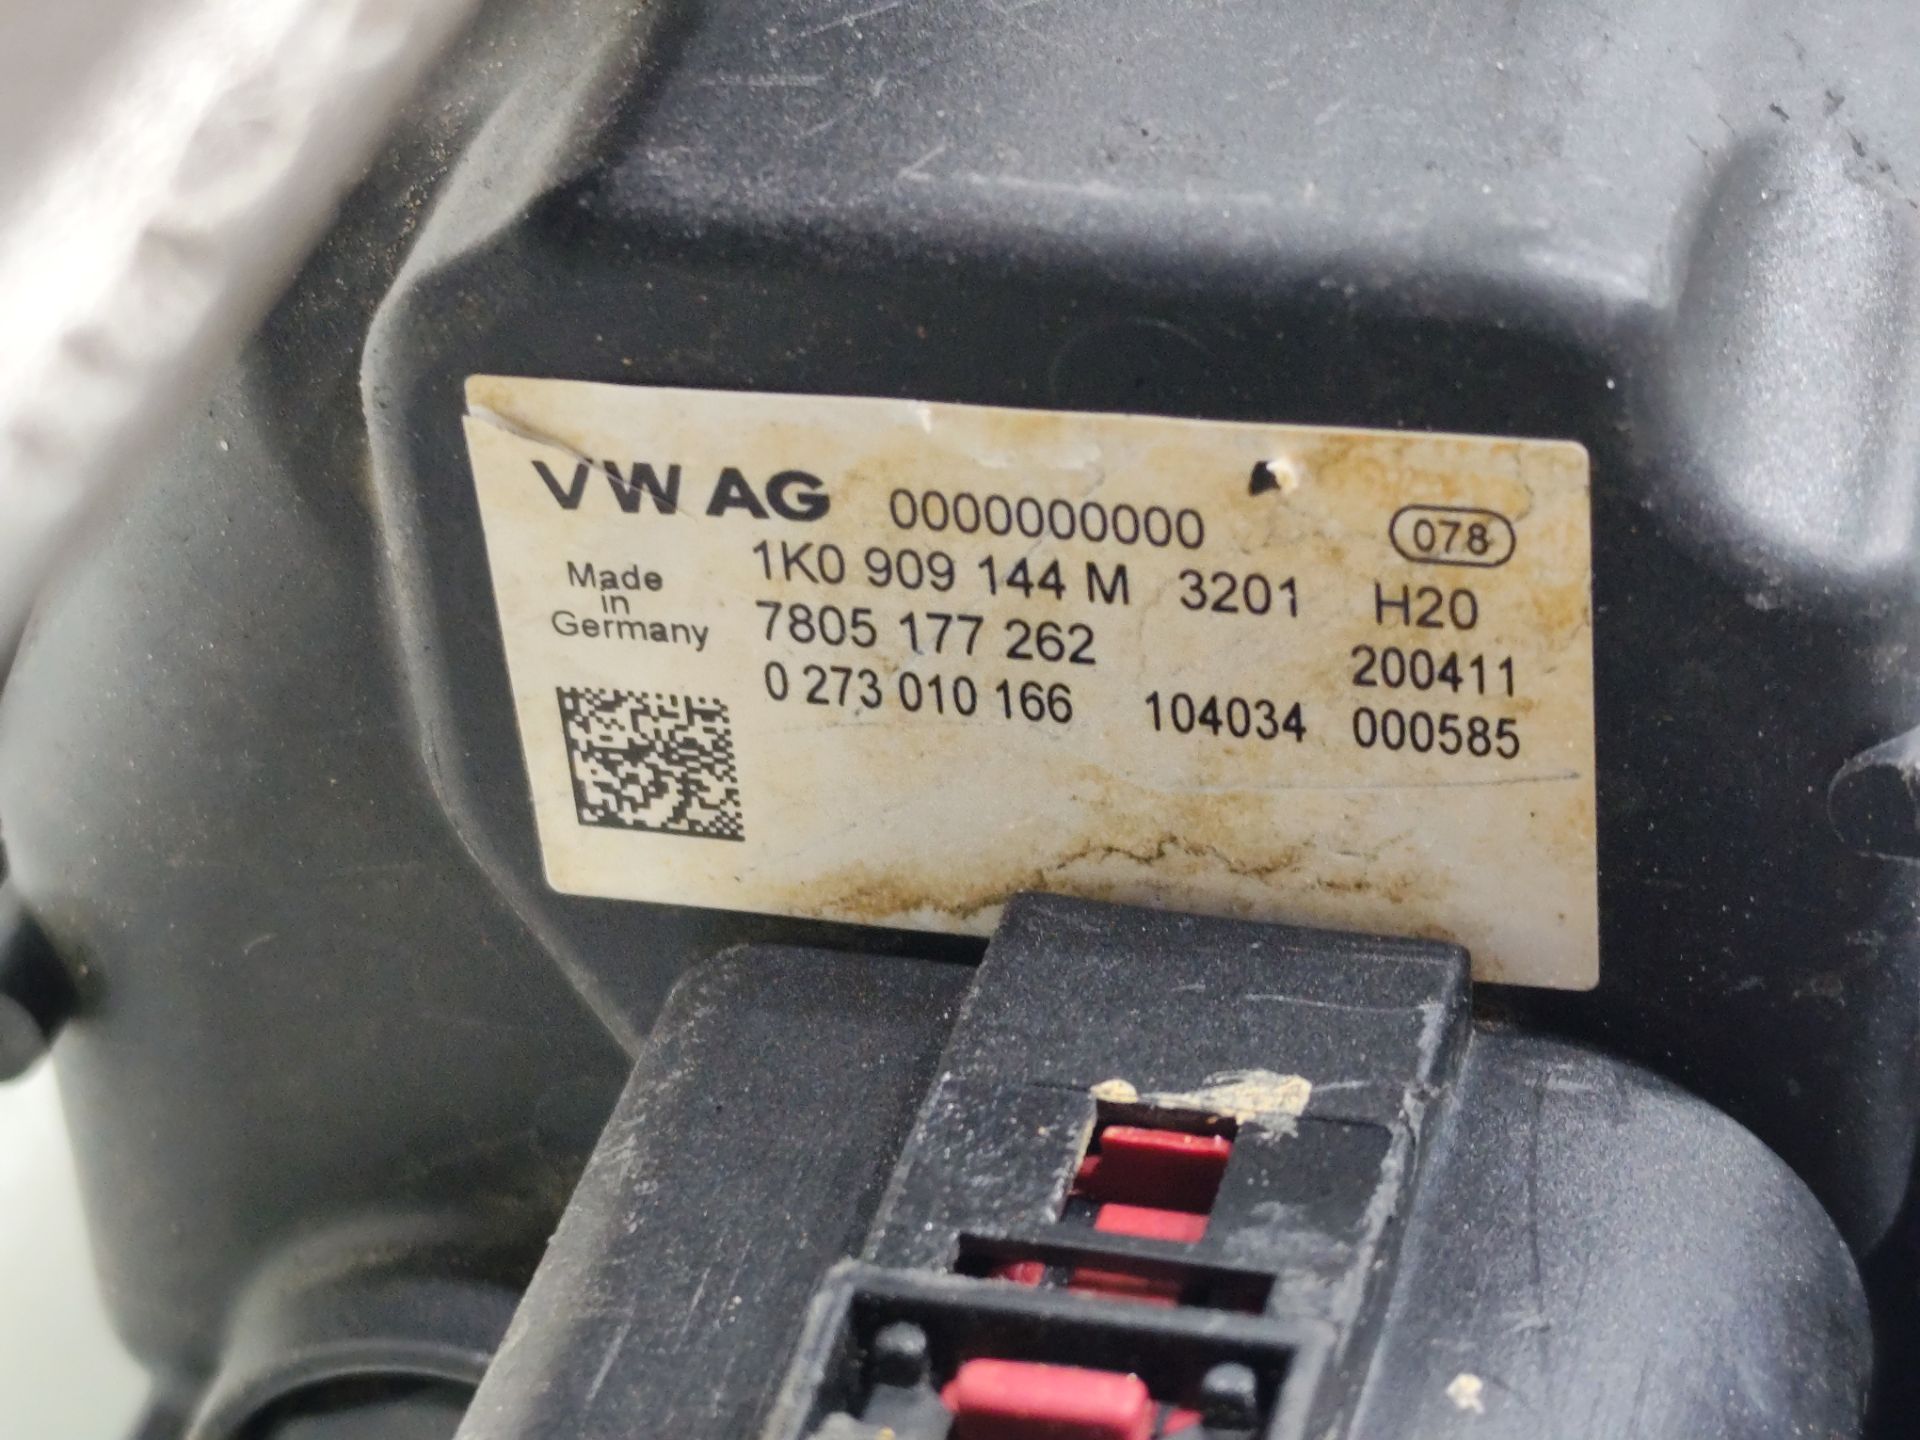 VW AG 0000000000 078
1K0 909 144 M 3201 H20
Made
in
Germany
7805 177 262 200411
0 273 010 166 104034 000585